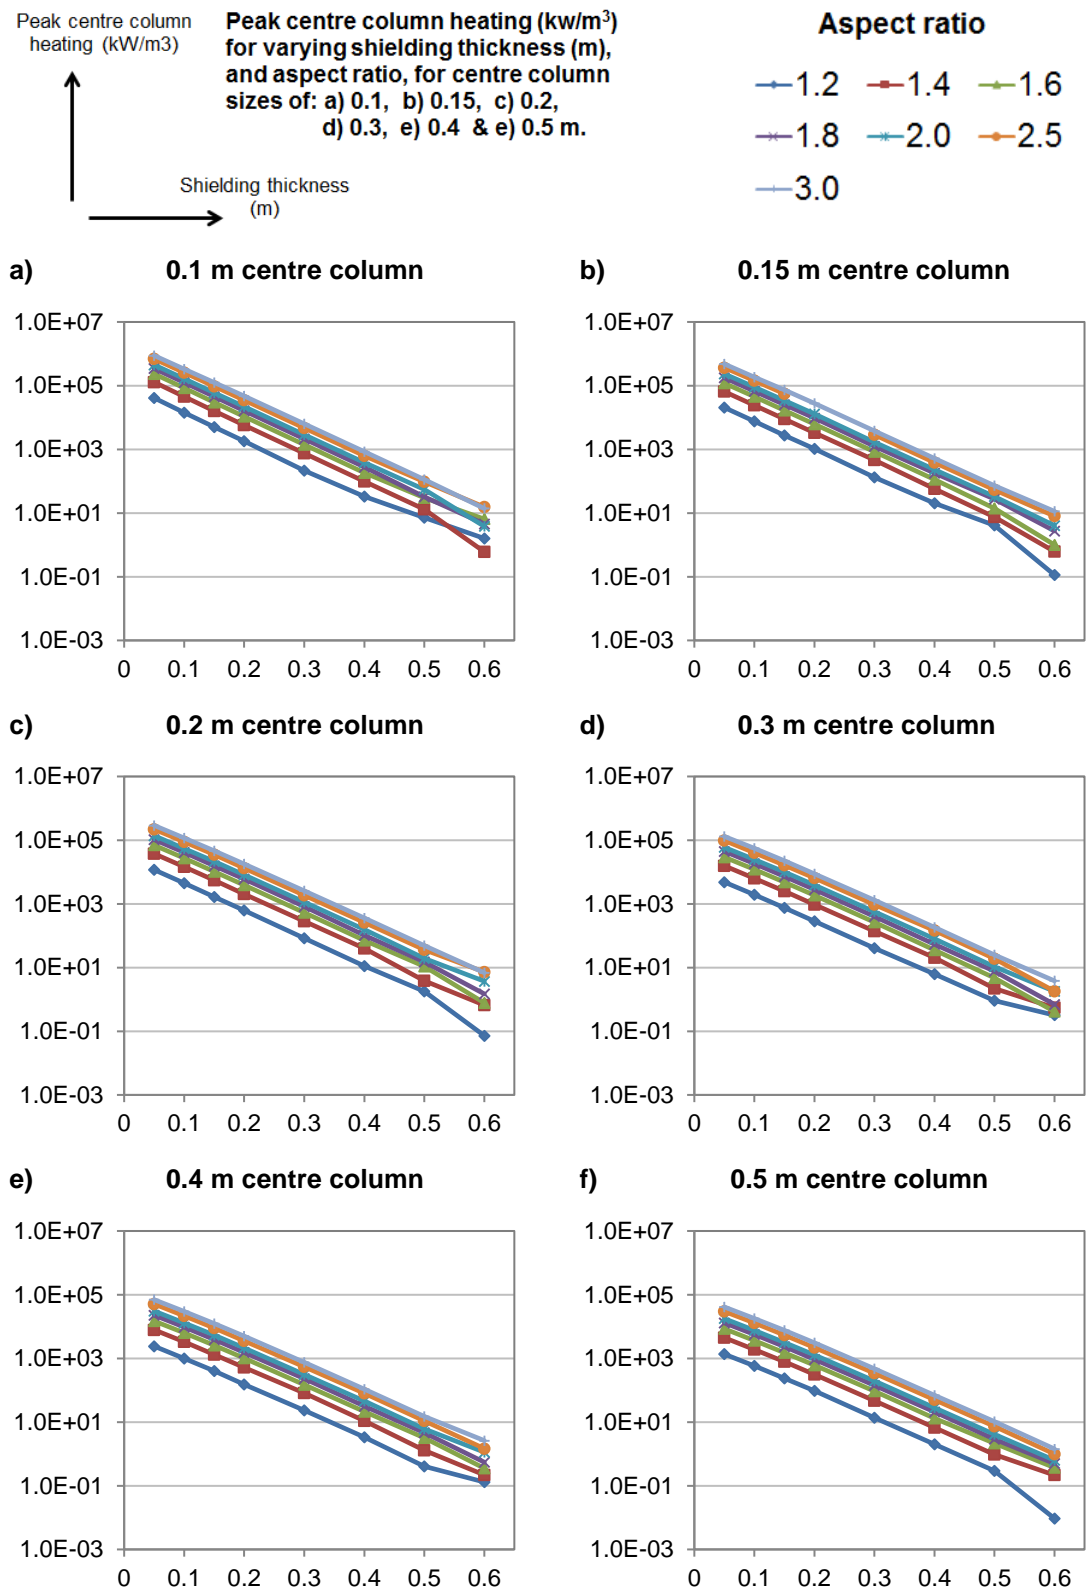 Peak centre column
heating (kW/m3)
Shielding thickness
(m)
Peak centre column heating (kw/m³)
for varying shielding thickness (m),
and aspect ratio, for centre column
sizes of: a) 0.1, b) 0.15, c) 0.2,
d) 0.3, e) 0.4 & e) 0.5 m.
Aspect ratio
1.2 1.4 1.6
1.8 2.0 2.5
3.0
a) 0.1 m centre column
1.0E+07
1.0E+05
1.0E+03
1.0E+01
1.0E-01
1.0E-03
0 0.1 0.2 0.3 0.4 0.5 0.6
b) 0.15 m centre column
1.0E+07
1.0E+05
1.0E+03
1.0E+01
1.0E-01
1.0E-03
0 0.1 0.2 0.3 0.4 0.5 0.6
c) 0.2 m centre column
1.0E+07
1.0E+05
1.0E+03
1.0E+01
1.0E-01
1.0E-03
0 0.1 0.2 0.3 0.4 0.5 0.6
d) 0.3 m centre column
1.0E+07
1.0E+05
1.0E+03
1.0E+01
1.0E-01
1.0E-03
0 0.1 0.2 0.3 0.4 0.5 0.6
e) 0.4 m centre column
1.0E+07
1.0E+05
1.0E+03
1.0E+01
1.0E-01
1.0E-03
0 0.1 0.2 0.3 0.4 0.5 0.6
f) 0.5 m centre column
1.0E+07
1.0E+05
1.0E+03
1.0E+01
1.0E-01
1.0E-03
0 0.1 0.2 0.3 0.4 0.5 0.6